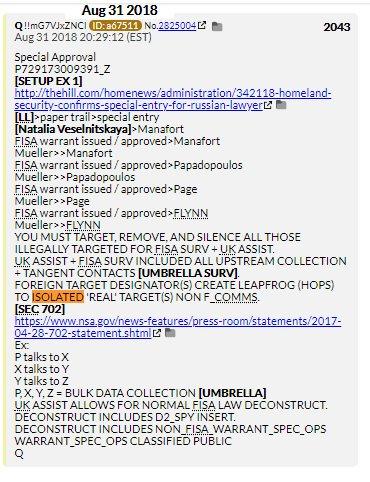 Aug 31 2018
Q !!mG7VJxZNCI ID: a67511 No.2825004 2043
Aug 31 2018 20:29:12 (EST)
Special Approval
P729173009391_Z
[SETUP EX 1]
http://thehill.com/homenews/administration/342118-homeland-
security-confirms-special-entry-for-russian-lawyer
[LL]>paper trail>special entry
[Natalia Veselnitskaya]>Manafort
FISA warrant issued / approved>Manafort
Mueller>>Manafort
FISA warrant issued / approved>Papadopoulos
Mueller>>Papadopoulos
FISA warrant issued / approved>Page
Mueller>>Page
FISA warrant issued / approved>FLYNN
Mueller>>FLYNN
YOU MUST TARGET, REMOVE, AND SILENCE ALL THOSE
ILLEGALLY TARGETED FOR FISA SURV + UK ASSIST.
UK ASSIST + FISA SURV INCLUDED ALL UPSTREAM COLLECTION
+ TANGENT CONTACTS [UMBRELLA SURV].
FOREIGN TARGET DESIGNATOR(S) CREATE LEAPFROG (HOPS)
TO ISOLATED 'REAL' TARGET(S) NON F_COMMS.
[SEC 702]
https://www.nsa.gov/news-features/press-room/statements/2017-
04-28-702-statement.shtml
Ex:
P talks to X
X talks to Y
Y talks to Z
P, X, Y, Z = BULK DATA COLLECTION [UMBRELLA]
UK ASSIST ALLOWS FOR NORMAL FISA LAW DECONSTRUCT.
DECONSTRUCT INCLUDES D2_SPY INSERT.
DECONSTRUCT INCLUDES NON_FISA_WARRANT_SPEC_OPS
WARRANT_SPEC_OPS CLASSIFIED PUBLIC
Q